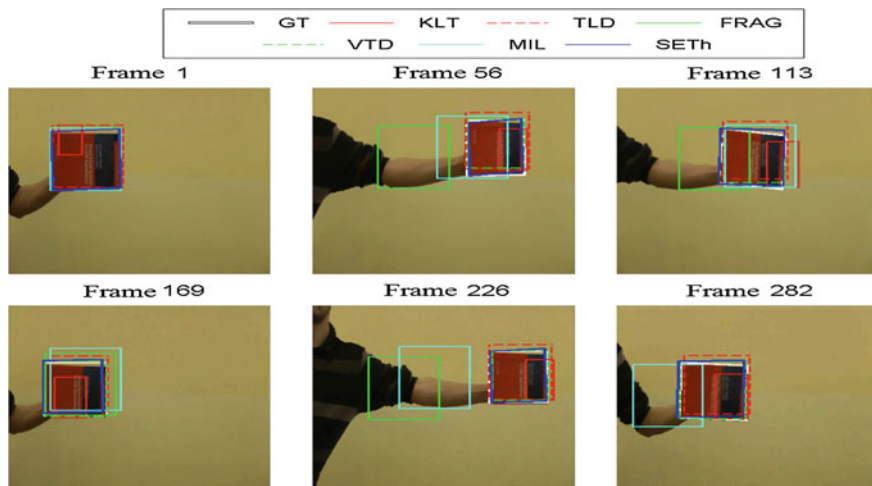 GT KLT TLD FRAG
VTD MIL SETh
Frame 1 Frame 56 Frame 113
Frame 169 Frame 226 Frame 282